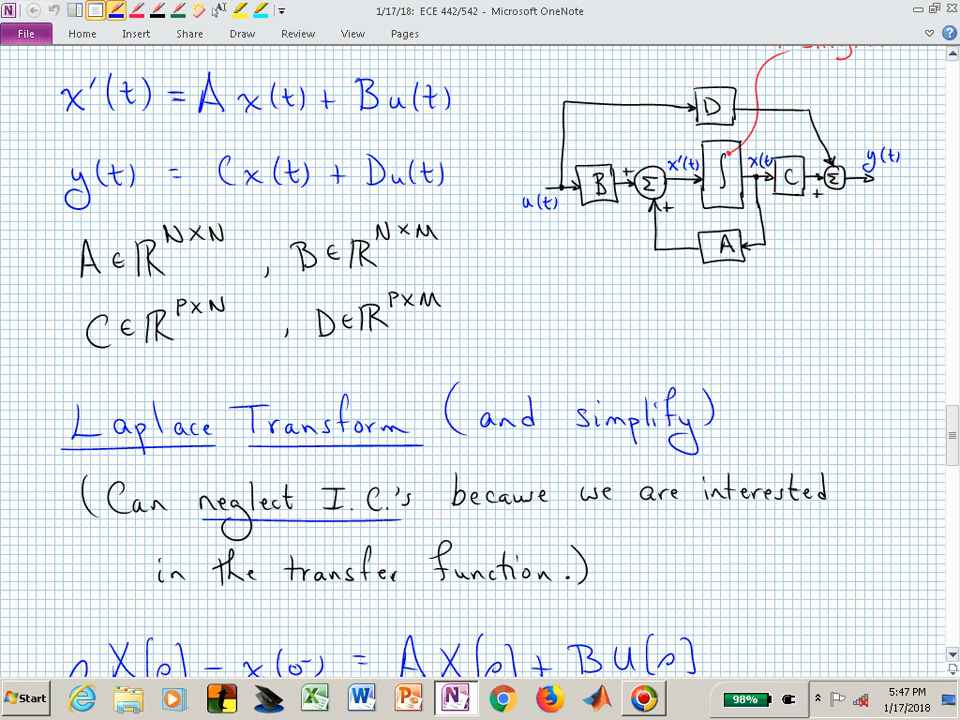 1/17/18: ECE 442/542 - Microsoft OneNote
File Home Insert Share Draw Review View Pages
x'(t) = A x(t) + B u(t)
y(t) = C x(t) + D u(t)
A ∈ ℝ^{N×N} , B ∈ ℝ^{N×M}
C ∈ ℝ^{P×N} , D ∈ ℝ^{P×M}
D
u(t) B + Σ + x'(t) ∫ x(t) C + Σ y(t)
A
Laplace Transform (and simplify)
(Can neglect I.C.'s because we are interested
in the transfer function.)
s X(s) - x(0-) = A X(s) + B U(s)
Start 98% 5:47 PM
1/17/2018